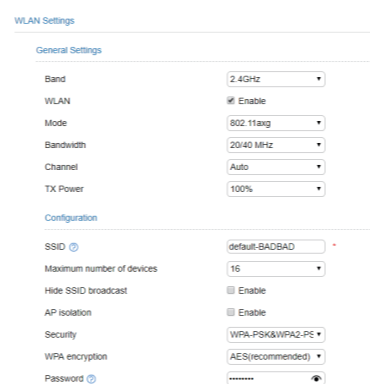 WLAN Settings
General Settings
Band 2.4GHz
WLAN Enable
Mode 802.11axg
Bandwidth 20/40 MHz
Channel Auto
TX Power 100%
Configuration
SSID default-BADBAD *
Maximum number of devices 16
Hide SSID broadcast Enable
AP isolation Enable
Security WPA-PSK&WPA2-PS
WPA encryption AES(recommended)
Password ········